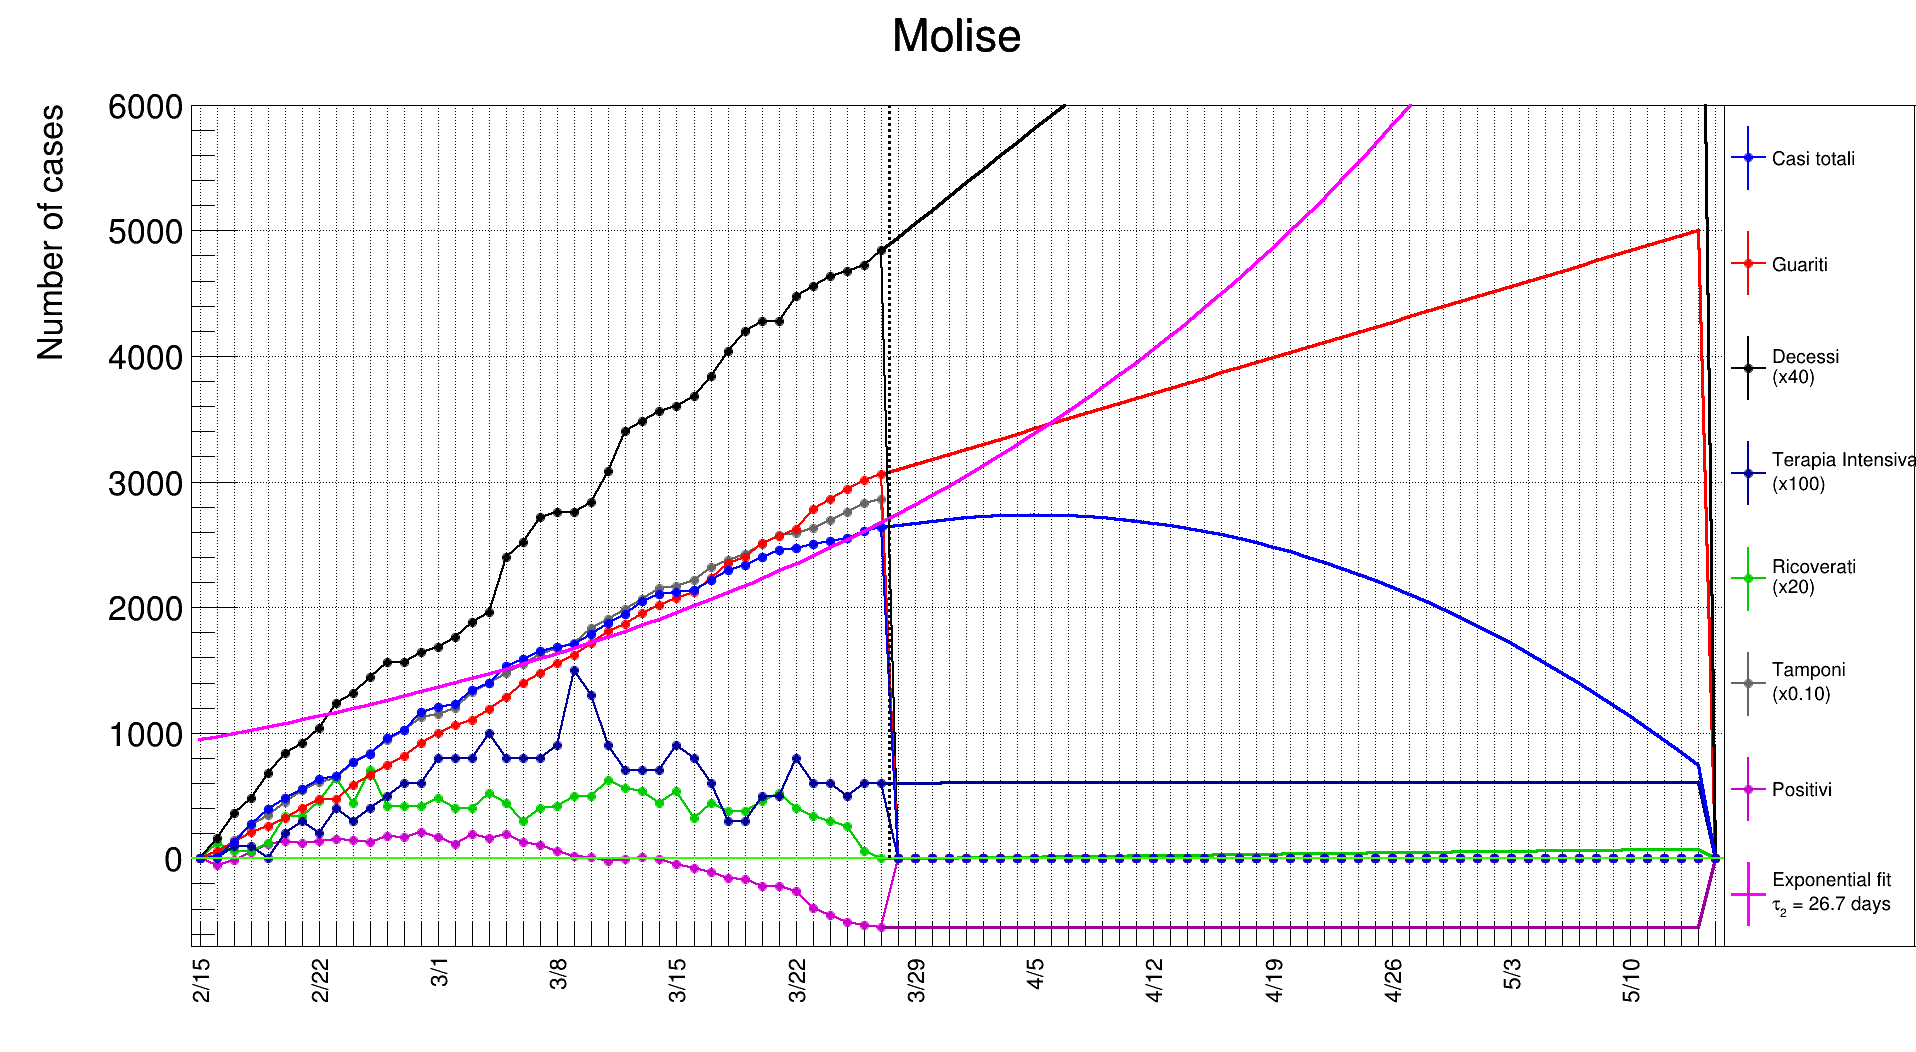 Molise
Number of cases
6000
5000
4000
3000
2000
1000
0
2/15
2/22
3/1
3/8
3/15
3/22
3/29
4/5
4/12
4/19
4/26
5/3
5/10
Casi totali
Guariti
Decessi
(x40)
Terapia Intensiva
(x100)
Ricoverati
(x20)
Tamponi
(x0.10)
Positivi
Exponential fit
τ₂ = 26.7 days